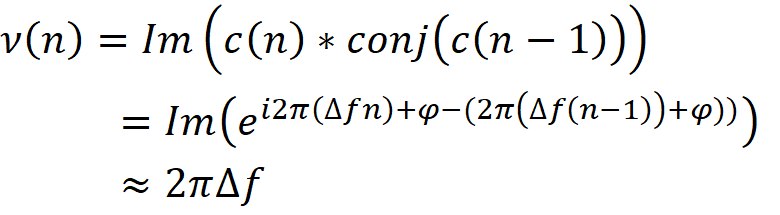 ν(n) = Im(c(n) * conj(c(n − 1)))
= Im(e^{i2π(Δfn)+φ−(2π(Δf(n−1))+φ))})
≈ 2πΔf